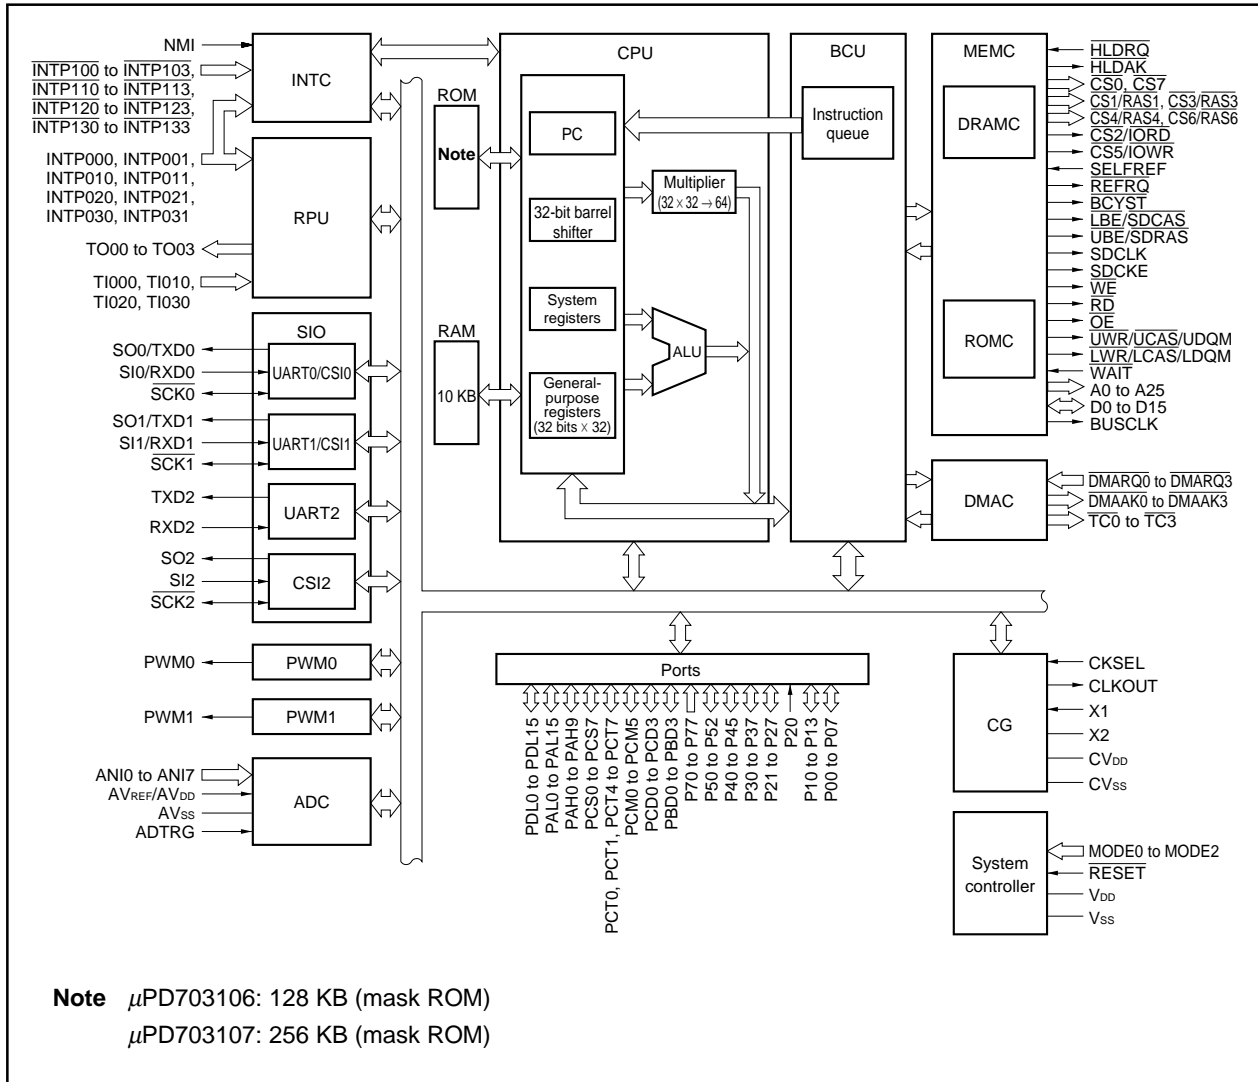 NMI
INTP100 to INTP103,
INTP110 to INTP113,
INTP120 to INTP123,
INTP130 to INTP133
INTP000, INTP001,
INTP010, INTP011,
INTP020, INTP021,
INTP030, INTP031
TO00 to TO03
TI000, TI010,
TI020, TI030
INTC
RPU
SIO
SO0/TXD0
SI0/RXD0
SCK0
UART0/CSI0
SO1/TXD1
SI1/RXD1
SCK1
UART1/CSI1
TXD2
RXD2
UART2
SO2
SI2
SCK2
CSI2
PWM0
PWM0
PWM1
PWM1
ANI0 to ANI7
AVREF/AVDD
AVSS
ADTRG
ADC
ROM
Note
RAM
10 KB
CPU
PC
32-bit barrel
shifter
System
registers
General-
purpose
registers
(32 bits × 32)
Multiplier
(32 × 32 → 64)
ALU
BCU
Instruction
queue
MEMC
DRAMC
ROMC
HLDRQ
HLDAK
CS0, CS7
CS1/RAS1, CS3/RAS3
CS4/RAS4, CS6/RAS6
CS2/IORD
CS5/IOWR
SELFREF
REFRQ
BCYST
LBE/SDCAS
UBE/SDRAS
SDCLK
SDCKE
WE
RD
OE
UWR/UCAS/UDQM
LWR/LCAS/LDQM
WAIT
A0 to A25
D0 to D15
BUSCLK
DMAC
DMARQ0 to DMARQ3
DMAAK0 to DMAAK3
TC0 to TC3
Ports
PDL0 to PDL15
PAL0 to PAL15
PAH0 to PAH9
PCS0 to PCS7
PCT0, PCT1, PCT4 to PCT7
PCM0 to PCM5
PCD0 to PCD3
PBD0 to PBD3
P70 to P77
P50 to P52
P40 to P45
P30 to P37
P21 to P27
P20
P10 to P13
P00 to P07
CG
CKSEL
CLKOUT
X1
X2
CVDD
CVSS
System
controller
MODE0 to MODE2
RESET
VDD
VSS
Note μPD703106: 128 KB (mask ROM)
μPD703107: 256 KB (mask ROM)